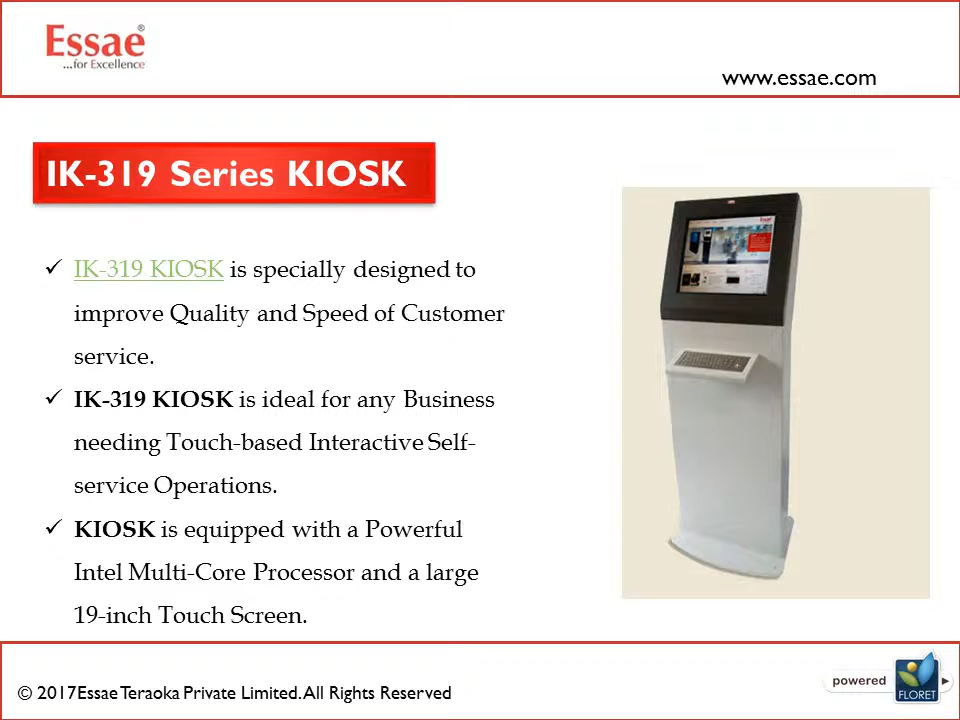 Essae®
...for Excellence
www.essae.com
IK-319 Series KIOSK
IK-319 KIOSK is specially designed to
improve Quality and Speed of Customer
service.
IK-319 KIOSK is ideal for any Business
needing Touch-based Interactive Self-
service Operations.
KIOSK is equipped with a Powerful
Intel Multi-Core Processor and a large
19-inch Touch Screen.
Essae
© 2017Essae Teraoka Private Limited. All Rights Reserved
powered
FLORET